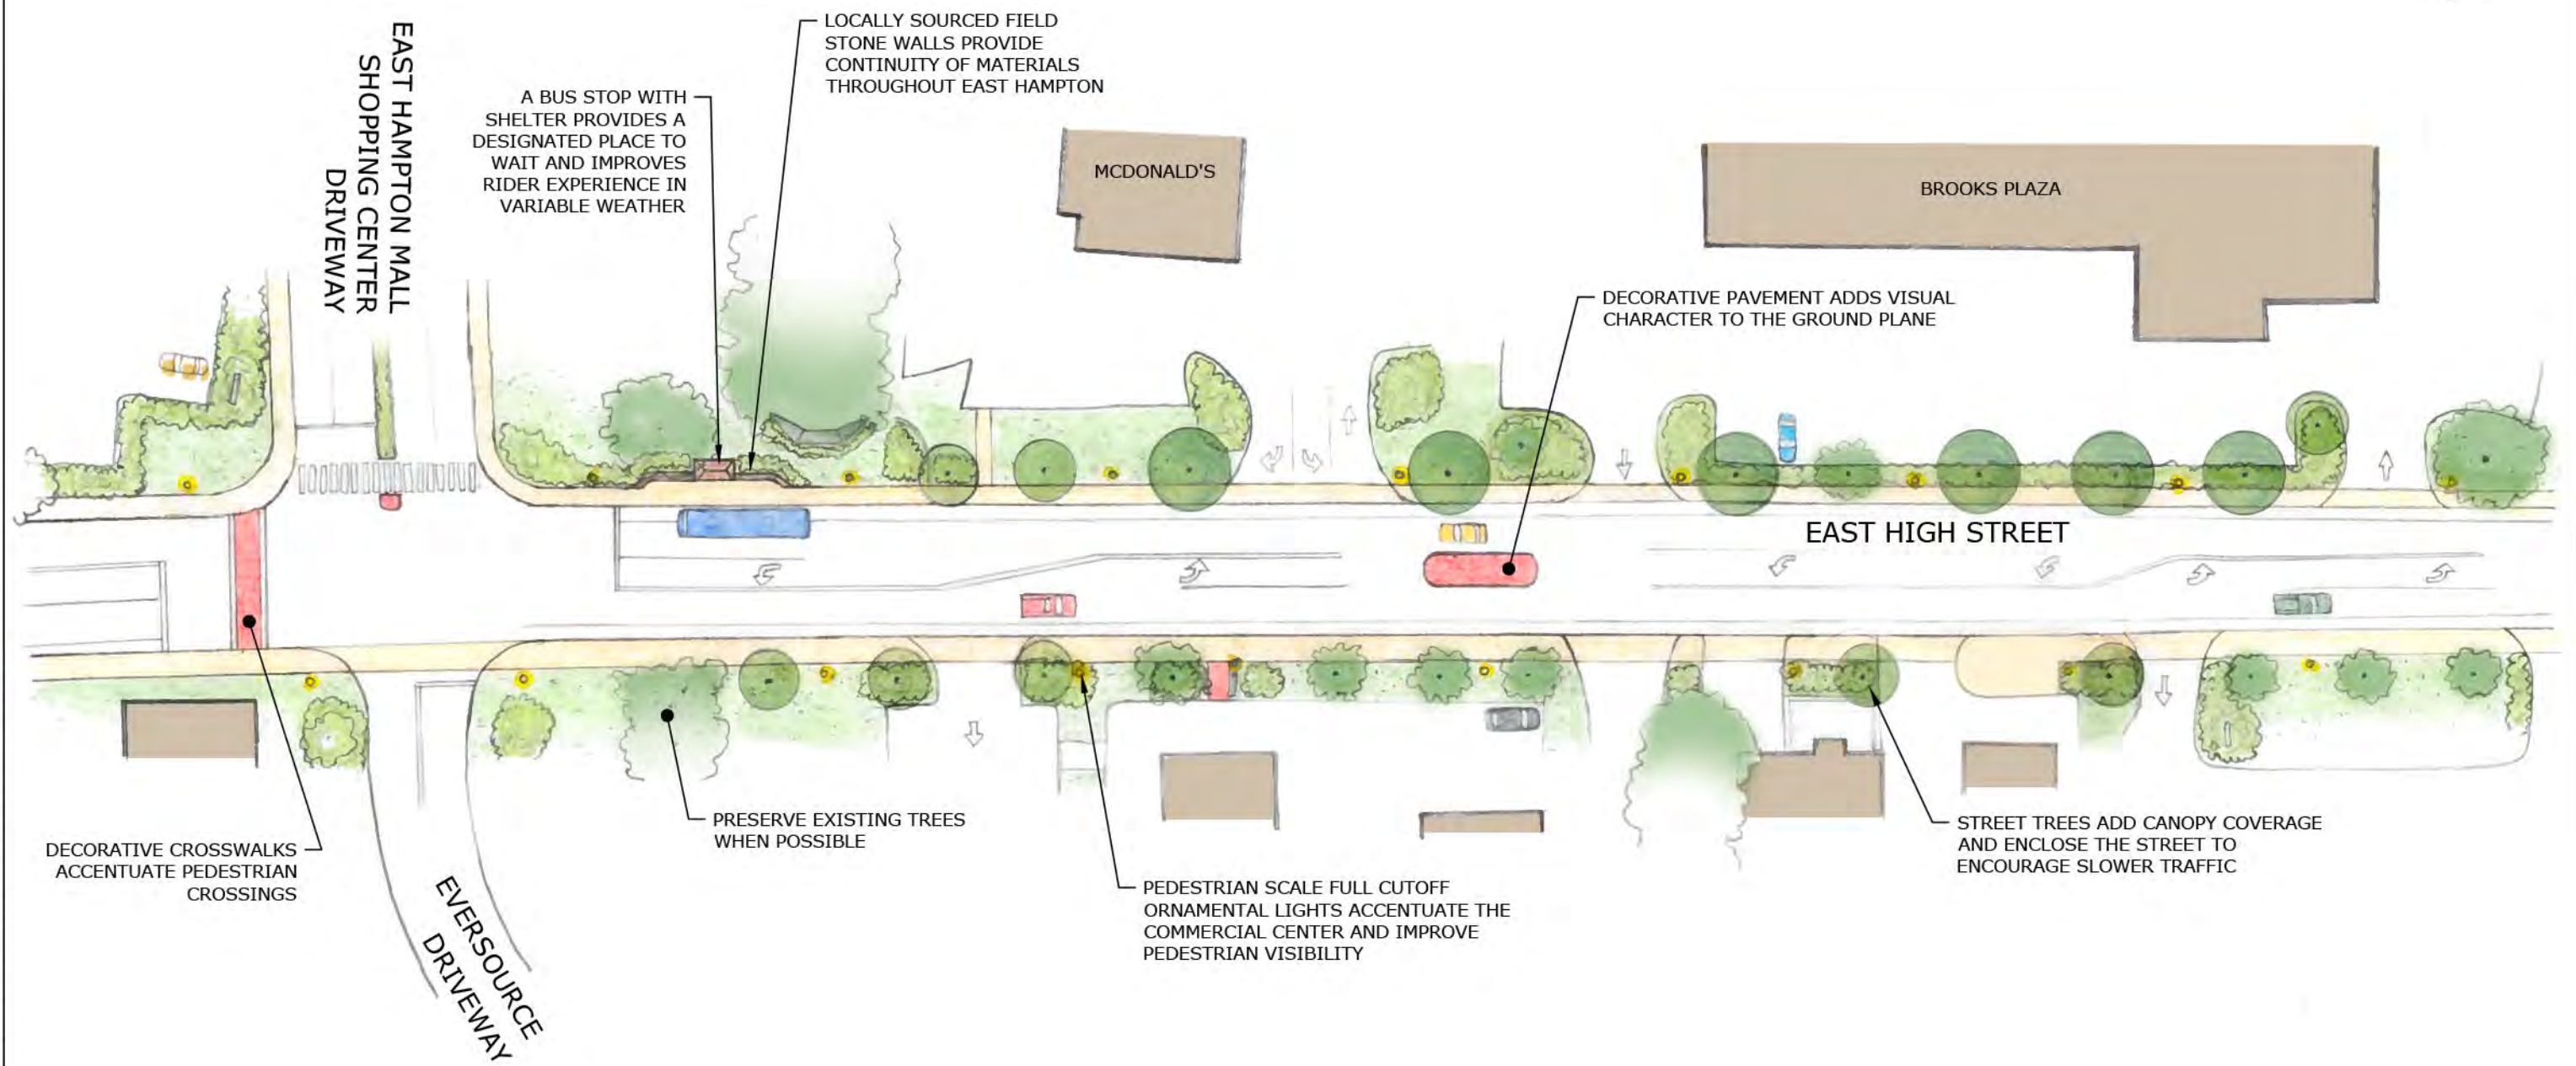 EAST HAMPTON MALL
SHOPPING CENTER
DRIVEWAY
LOCALLY SOURCED FIELD
STONE WALLS PROVIDE
CONTINUITY OF MATERIALS
THROUGHOUT EAST HAMPTON
A BUS STOP WITH
SHELTER PROVIDES A
DESIGNATED PLACE TO
WAIT AND IMPROVES
RIDER EXPERIENCE IN
VARIABLE WEATHER
MCDONALD'S
BROOKS PLAZA
DECORATIVE PAVEMENT ADDS VISUAL
CHARACTER TO THE GROUND PLANE
EAST HIGH STREET
DECORATIVE CROSSWALKS
ACCENTUATE PEDESTRIAN
CROSSINGS
EVERSOURCE
DRIVEWAY
PRESERVE EXISTING TREES
WHEN POSSIBLE
PEDESTRIAN SCALE FULL CUTOFF
ORNAMENTAL LIGHTS ACCENTUATE THE
COMMERCIAL CENTER AND IMPROVE
PEDESTRIAN VISIBILITY
STREET TREES ADD CANOPY COVERAGE
AND ENCLOSE THE STREET TO
ENCOURAGE SLOWER TRAFFIC